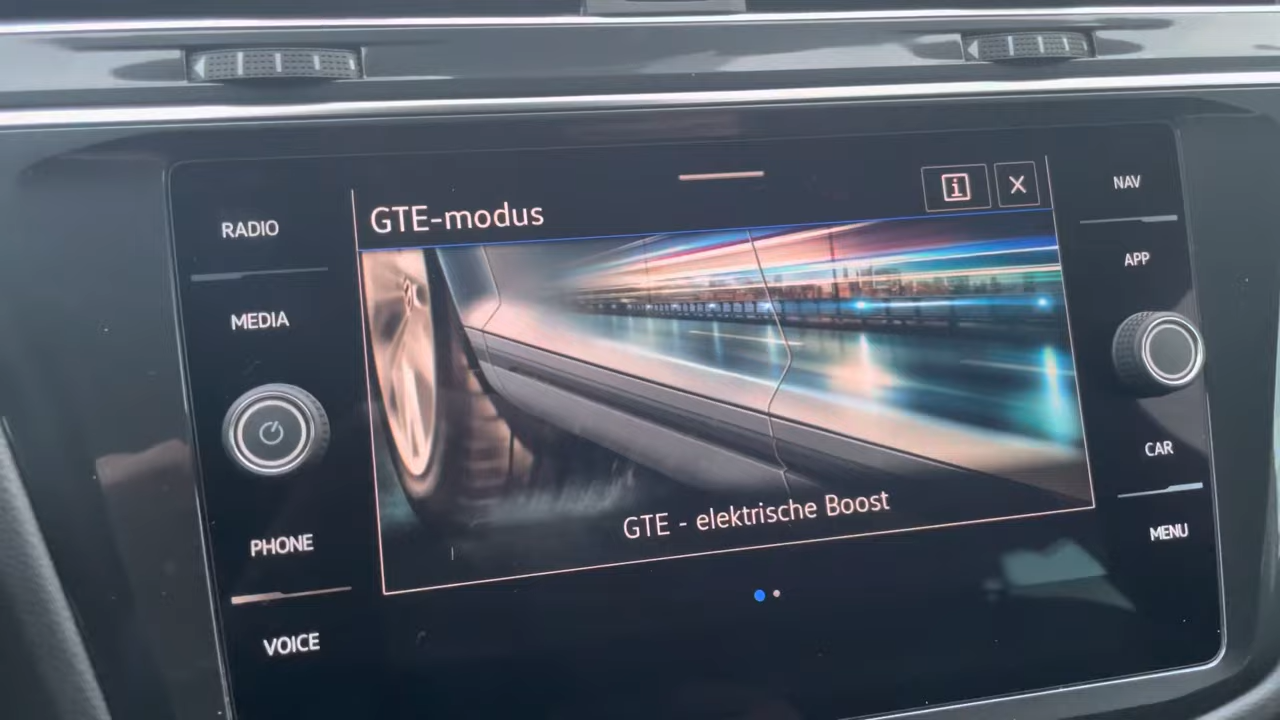 RADIO
MEDIA
PHONE
VOICE
GTE-modus
i
X
GTE - elektrische Boost
NAV
APP
CAR
MENU